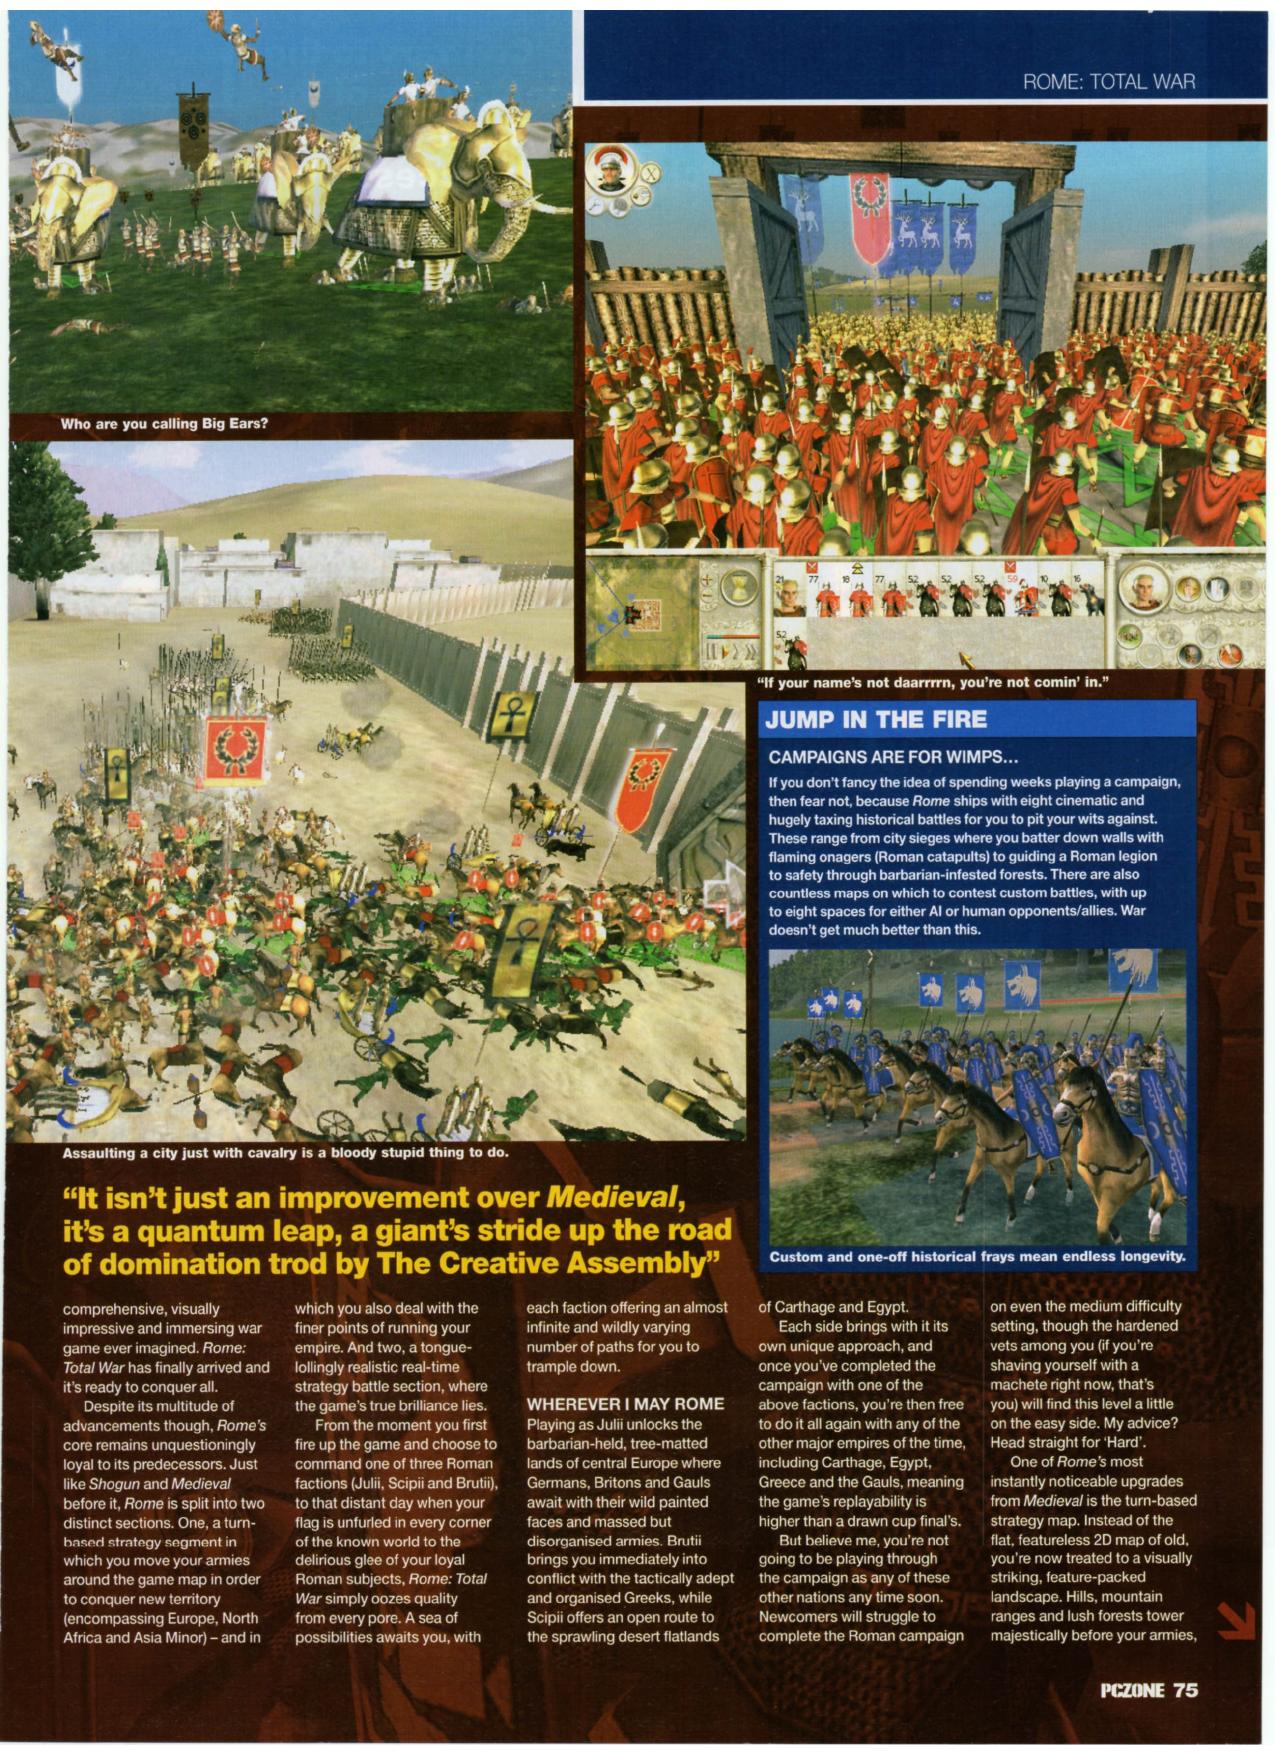 ROME: TOTAL WAR
Who are you calling Big Ears?
21 77 18 77 52 52 52 59 10 16
52
"If your name's not daarrrrn, you're not comin' in."
Assaulting a city just with cavalry is a bloody stupid thing to do.
JUMP IN THE FIRE
CAMPAIGNS ARE FOR WIMPS...
If you don't fancy the idea of spending weeks playing a campaign,
then fear not, because Rome ships with eight cinematic and
hugely taxing historical battles for you to pit your wits against.
These range from city sieges where you batter down walls with
flaming onagers (Roman catapults) to guiding a Roman legion
to safety through barbarian-infested forests. There are also
countless maps on which to contest custom battles, with up
to eight spaces for either AI or human opponents/allies. War
doesn't get much better than this.
Custom and one-off historical frays mean endless longevity.
"It isn't just an improvement over Medieval,
it's a quantum leap, a giant's stride up the road
of domination trod by The Creative Assembly"
comprehensive, visually
impressive and immersing war
game ever imagined. Rome:
Total War has finally arrived and
it's ready to conquer all.
Despite its multitude of
advancements though, Rome's
core remains unquestioningly
loyal to its predecessors. Just
like Shogun and Medieval
before it, Rome is split into two
distinct sections. One, a turn-
based strategy segment in
which you move your armies
around the game map in order
to conquer new territory
(encompassing Europe, North
Africa and Asia Minor) – and in
which you also deal with the
finer points of running your
empire. And two, a tongue-
lollingly realistic real-time
strategy battle section, where
the game's true brilliance lies.
From the moment you first
fire up the game and choose to
command one of three Roman
factions (Julii, Scipii and Brutii),
to that distant day when your
flag is unfurled in every corner
of the known world to the
delirious glee of your loyal
Roman subjects, Rome: Total
War simply oozes quality
from every pore. A sea of
possibilities awaits you, with
each faction offering an almost
infinite and wildly varying
number of paths for you to
trample down.
WHEREVER I MAY ROME
Playing as Julii unlocks the
barbarian-held, tree-matted
lands of central Europe where
Germans, Britons and Gauls
await with their wild painted
faces and massed but
disorganised armies. Brutii
brings you immediately into
conflict with the tactically adept
and organised Greeks, while
Scipii offers an open route to
the sprawling desert flatlands
of Carthage and Egypt.
Each side brings with it its
own unique approach, and
once you've completed the
campaign with one of the
above factions, you're then free
to do it all again with any of the
other major empires of the time,
including Carthage, Egypt,
Greece and the Gauls, meaning
the game's replayability is
higher than a drawn cup final's.
But believe me, you're not
going to be playing through
the campaign as any of these
other nations any time soon.
Newcomers will struggle to
complete the Roman campaign
on even the medium difficulty
setting, though the hardened
vets among you (if you're
shaving yourself with a
machete right now, that's
you) will find this level a little
on the easy side. My advice?
Head straight for 'Hard'.
One of Rome's most
instantly noticeable upgrades
from Medieval is the turn-based
strategy map. Instead of the
flat, featureless 2D map of old,
you're now treated to a visually
striking, feature-packed
landscape. Hills, mountain
ranges and lush forests tower
majestically before your armies,
PCZONE 75